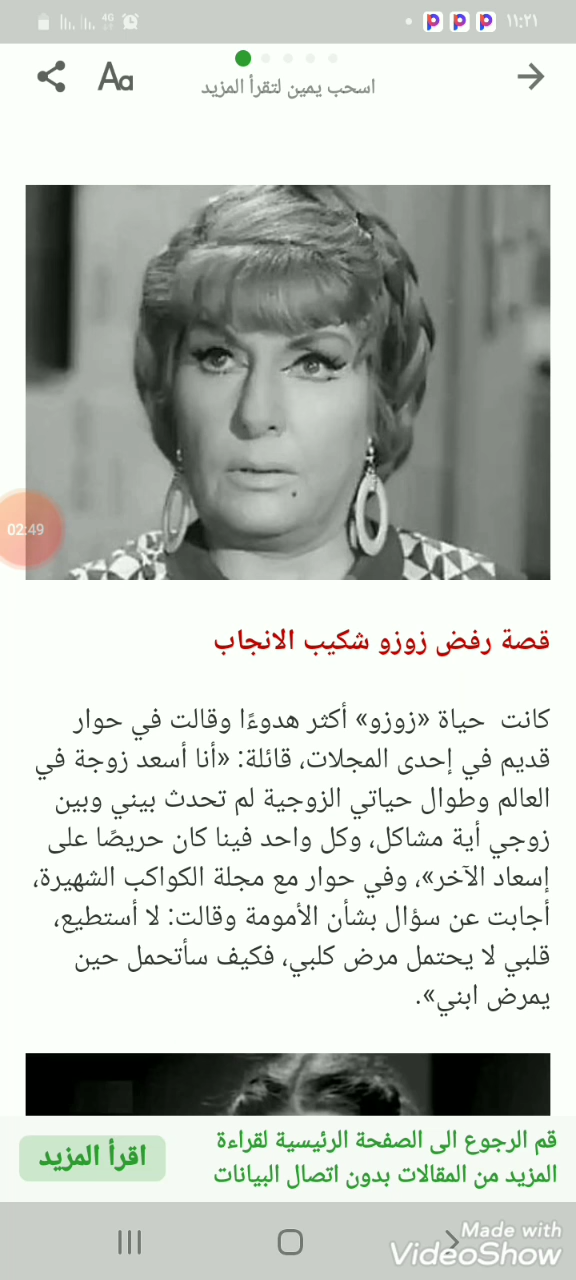 4G
١١:٢١
Aa
اسحب يمين لتقرأ المزيد
02:49
قصة رفض زوزو شكيب الانجاب
كانت حياة «زوزو» أكثر هدوءًا وقالت في حوار
قديم في إحدى المجلات، قائلة: «أنا أسعد زوجة في
العالم وطوال حياتي الزوجية لم تحدث بيني وبين
زوجي أية مشاكل، وكل واحد فينا كان حريصًا على
إسعاد الآخر»، وفي حوار مع مجلة الكواكب الشهيرة،
أجابت عن سؤال بشأن الأمومة وقالت: لا أستطيع،
قلبي لا يحتمل مرض كلبي، فكيف سأتحمل حين
يمرض ابني».
قم الرجوع الى الصفحة الرئيسية لقراءة
المزيد من المقالات بدون اتصال البيانات
اقرأ المزيد
Made with
VideoShow